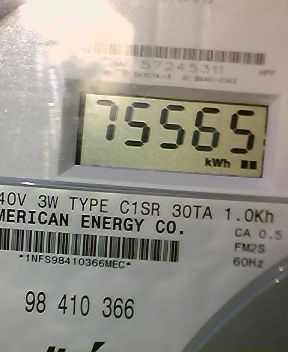 57245311
75565
kWh
40V 3W TYPE C1SR 30TA 1.0Kh
MERICAN ENERGY CO.
CA 0.5
FM2S
60Hz
*1NFS98410366MEC*
98 410 366